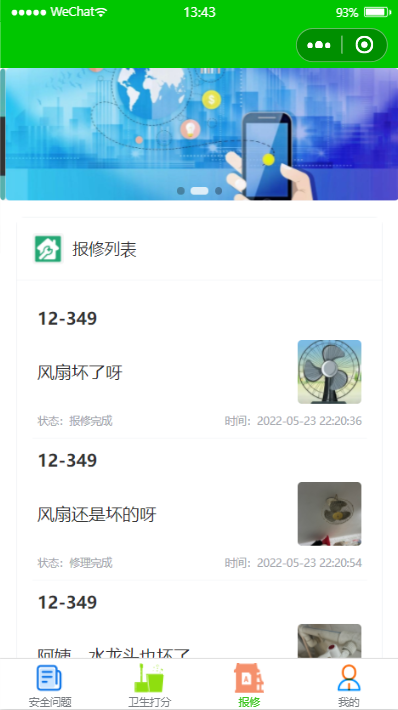 ●●●●● WeChat 13:43 93%
报修列表
12-349
风扇坏了呀
状态：报修完成 时间：2022-05-23 22:20:36
12-349
风扇还是坏的呀
状态：修理完成 时间：2022-05-23 22:20:54
12-349
阿姨，水龙头也坏了
安全问题 卫生打分 报修 我的